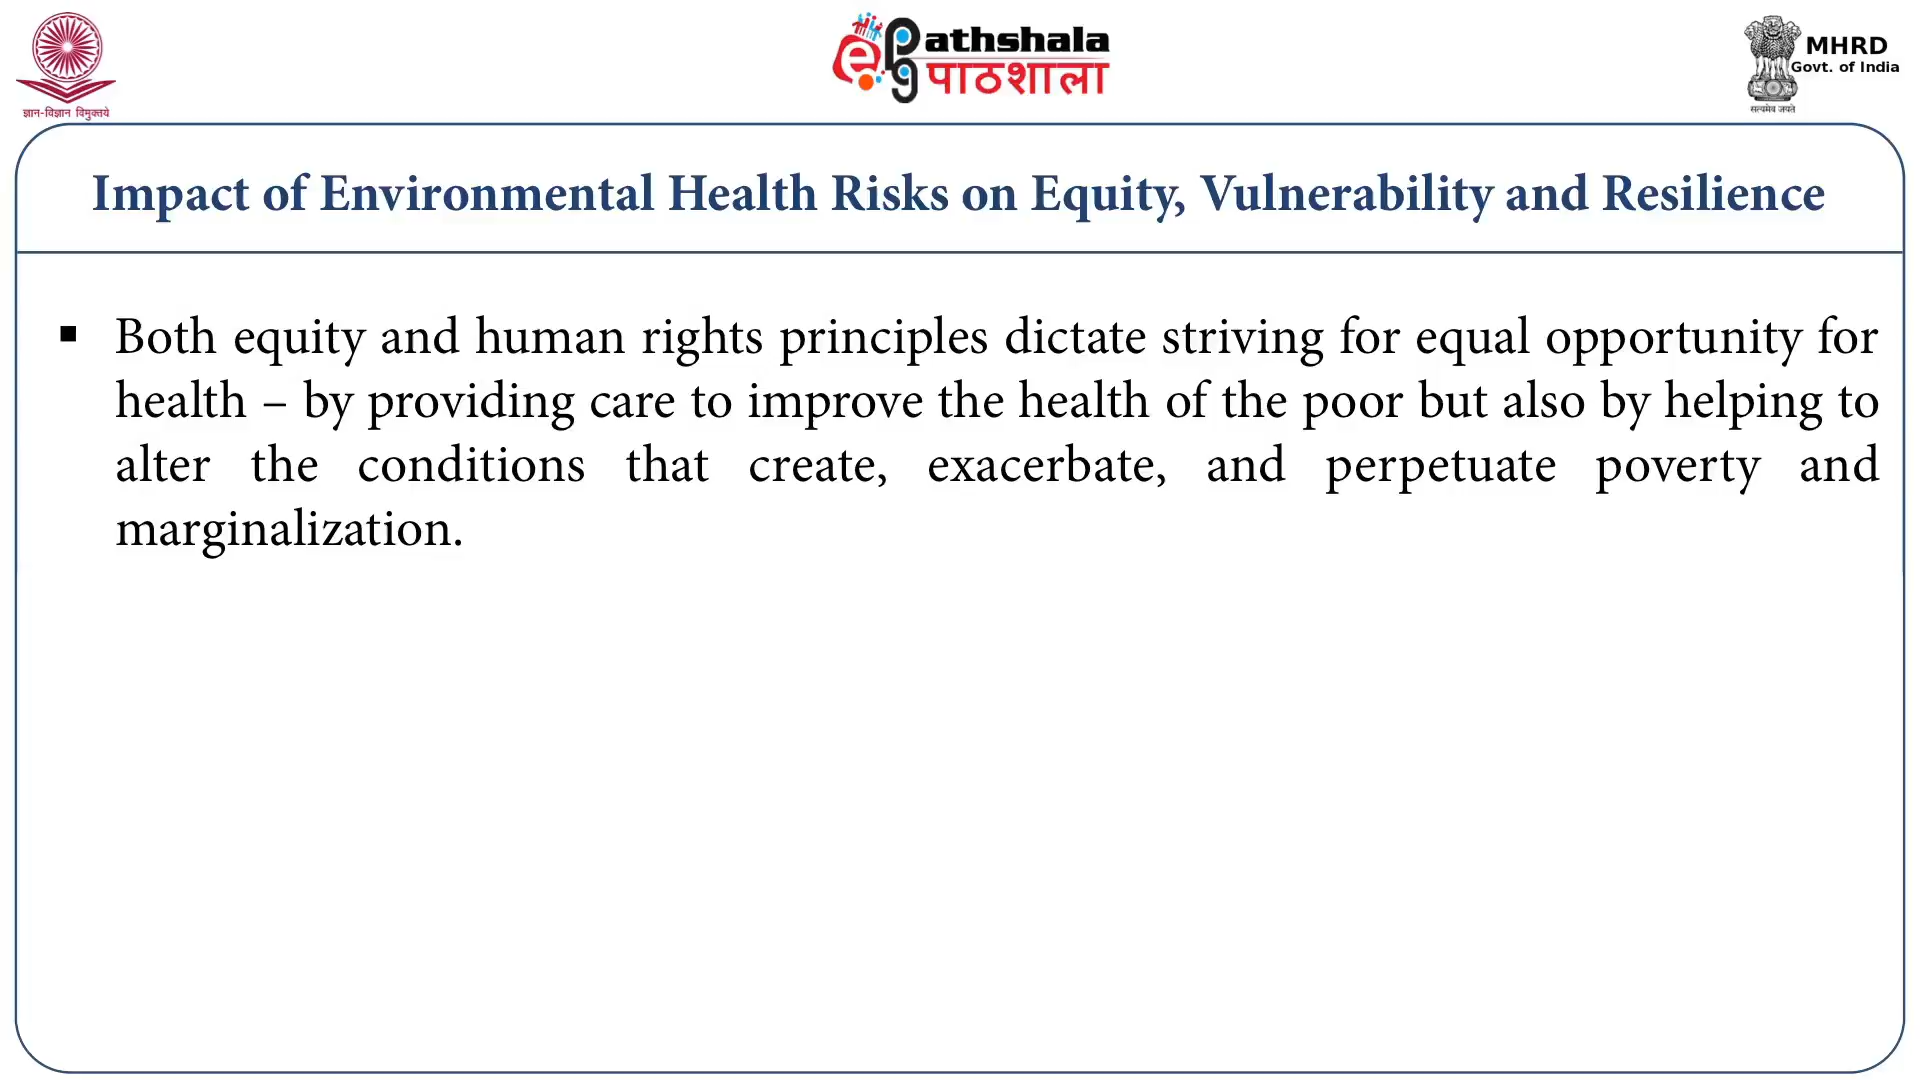 ज्ञान-विज्ञान विमुक्तये
ePathshala
pg पाठशाला
MHRD
Govt. of India
सत्यमेव जयते
Impact of Environmental Health Risks on Equity, Vulnerability and Resilience
▪ Both equity and human rights principles dictate striving for equal opportunity for
health – by providing care to improve the health of the poor but also by helping to
alter the conditions that create, exacerbate, and perpetuate poverty and
marginalization.